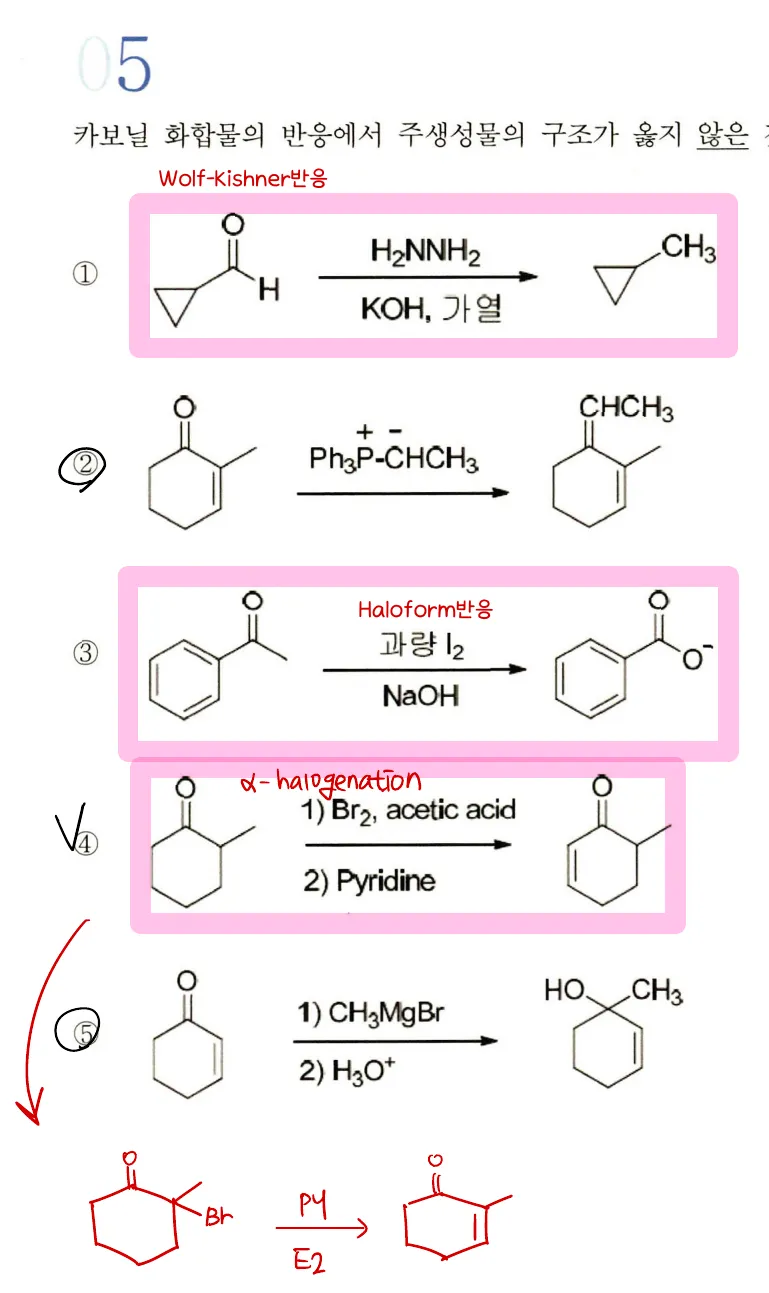 05
카보닐 화합물의 반응에서 주생성물의 구조가 옳지 않은
Wolf-Kishner반응
①
O
H
H₂NNH₂
KOH, 가열
CH₃
②
O
+ −
Ph₃P-CHCH₃
CHCH₃
③
O
Haloform반응
과량 I₂
NaOH
O
O⁻
④
O
α-halogenation
1) Br₂, acetic acid
2) Pyridine
O
⑤
O
1) CH₃MgBr
2) H₃O⁺
HO CH₃
O
Br
PY
E2
O